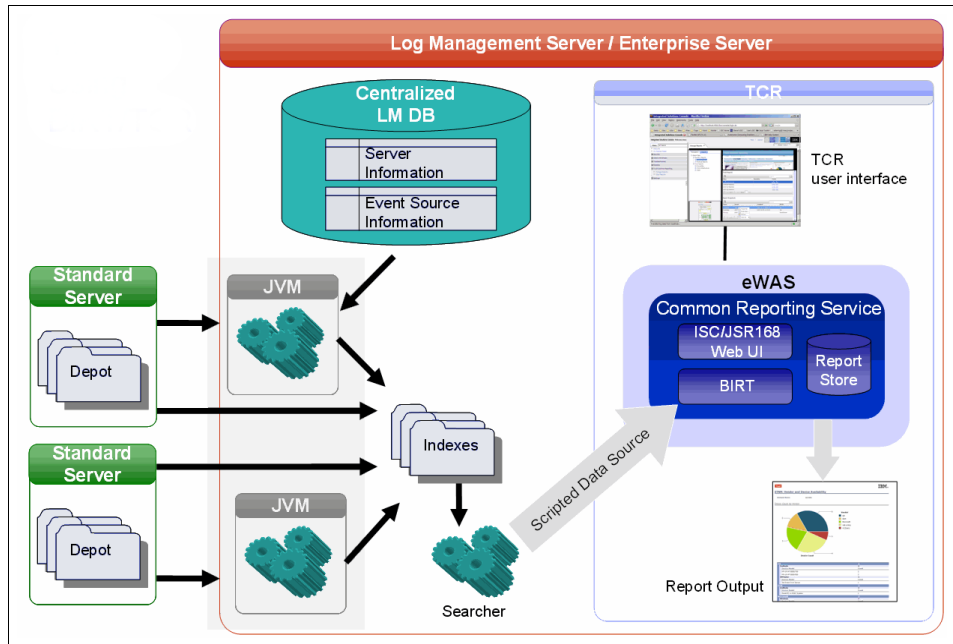 Log Management Server / Enterprise Server
Centralized
LM DB
Server
Information
Event Source
Information
TCR
TCR
user interface
Standard
Server
Depot
JVM
eWAS
Common Reporting Service
ISC/JSR168
Web UI
BIRT
Report
Store
Indexes
Standard
Server
Depot
JVM
Searcher
Scripted Data Source
Report Output